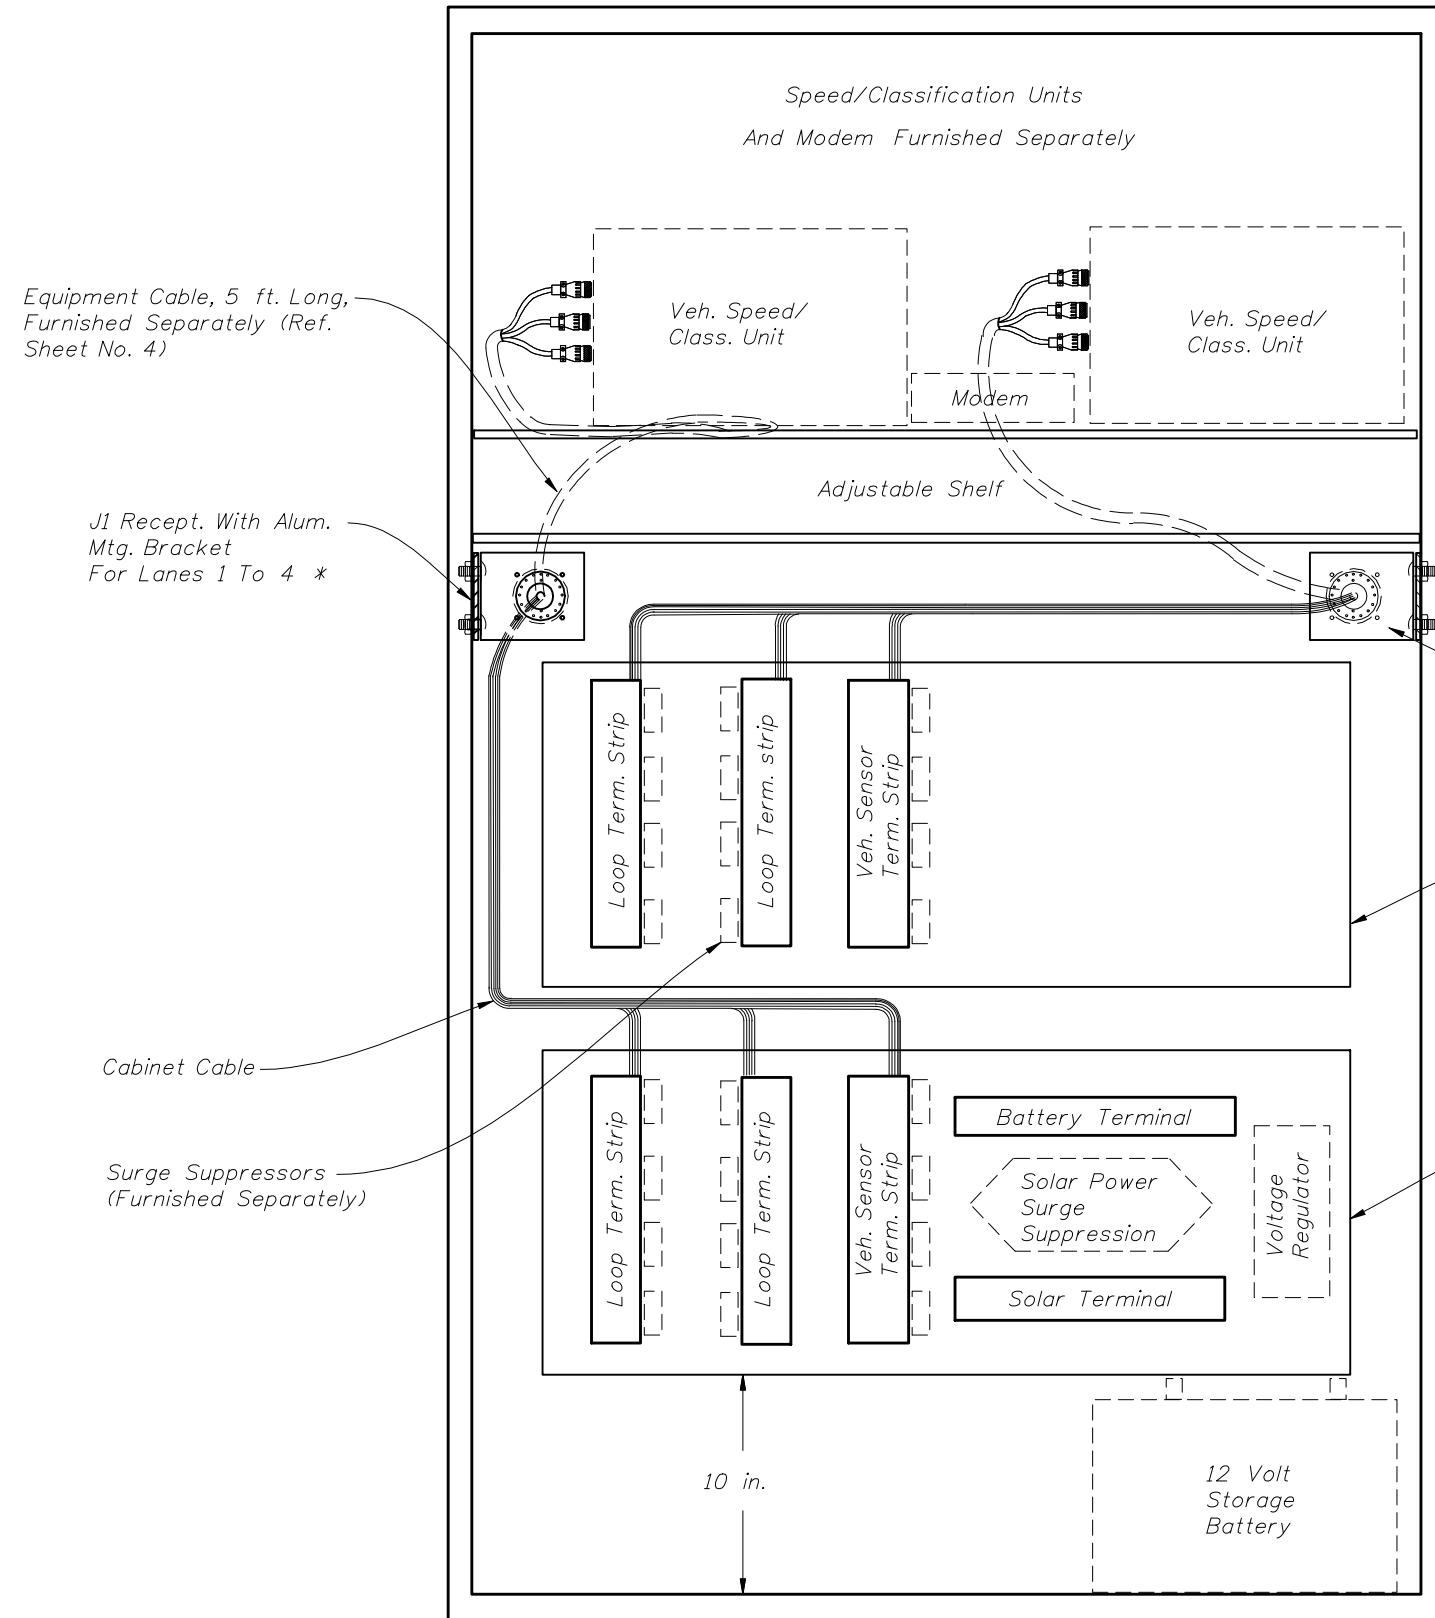 Speed/Classification Units
And Modem Furnished Separately
Equipment Cable, 5 ft. Long,
Furnished Separately (Ref.
Sheet No. 4)
Veh. Speed/
Class. Unit
Veh. Speed/
Class. Unit
Modem
Adjustable Shelf
J1 Recept. With Alum.
Mtg. Bracket
For Lanes 1 To 4 *
Loop Term. Strip
Loop Term. strip
Veh. Sensor
Term. Strip
Cabinet Cable
Surge Suppressors
(Furnished Separately)
Loop Term. Strip
Loop Term. Strip
Veh. Sensor
Term. Strip
Battery Terminal
Solar Power
Surge
Suppression
Voltage
Regulator
Solar Terminal
10 in.
12 Volt
Storage
Battery